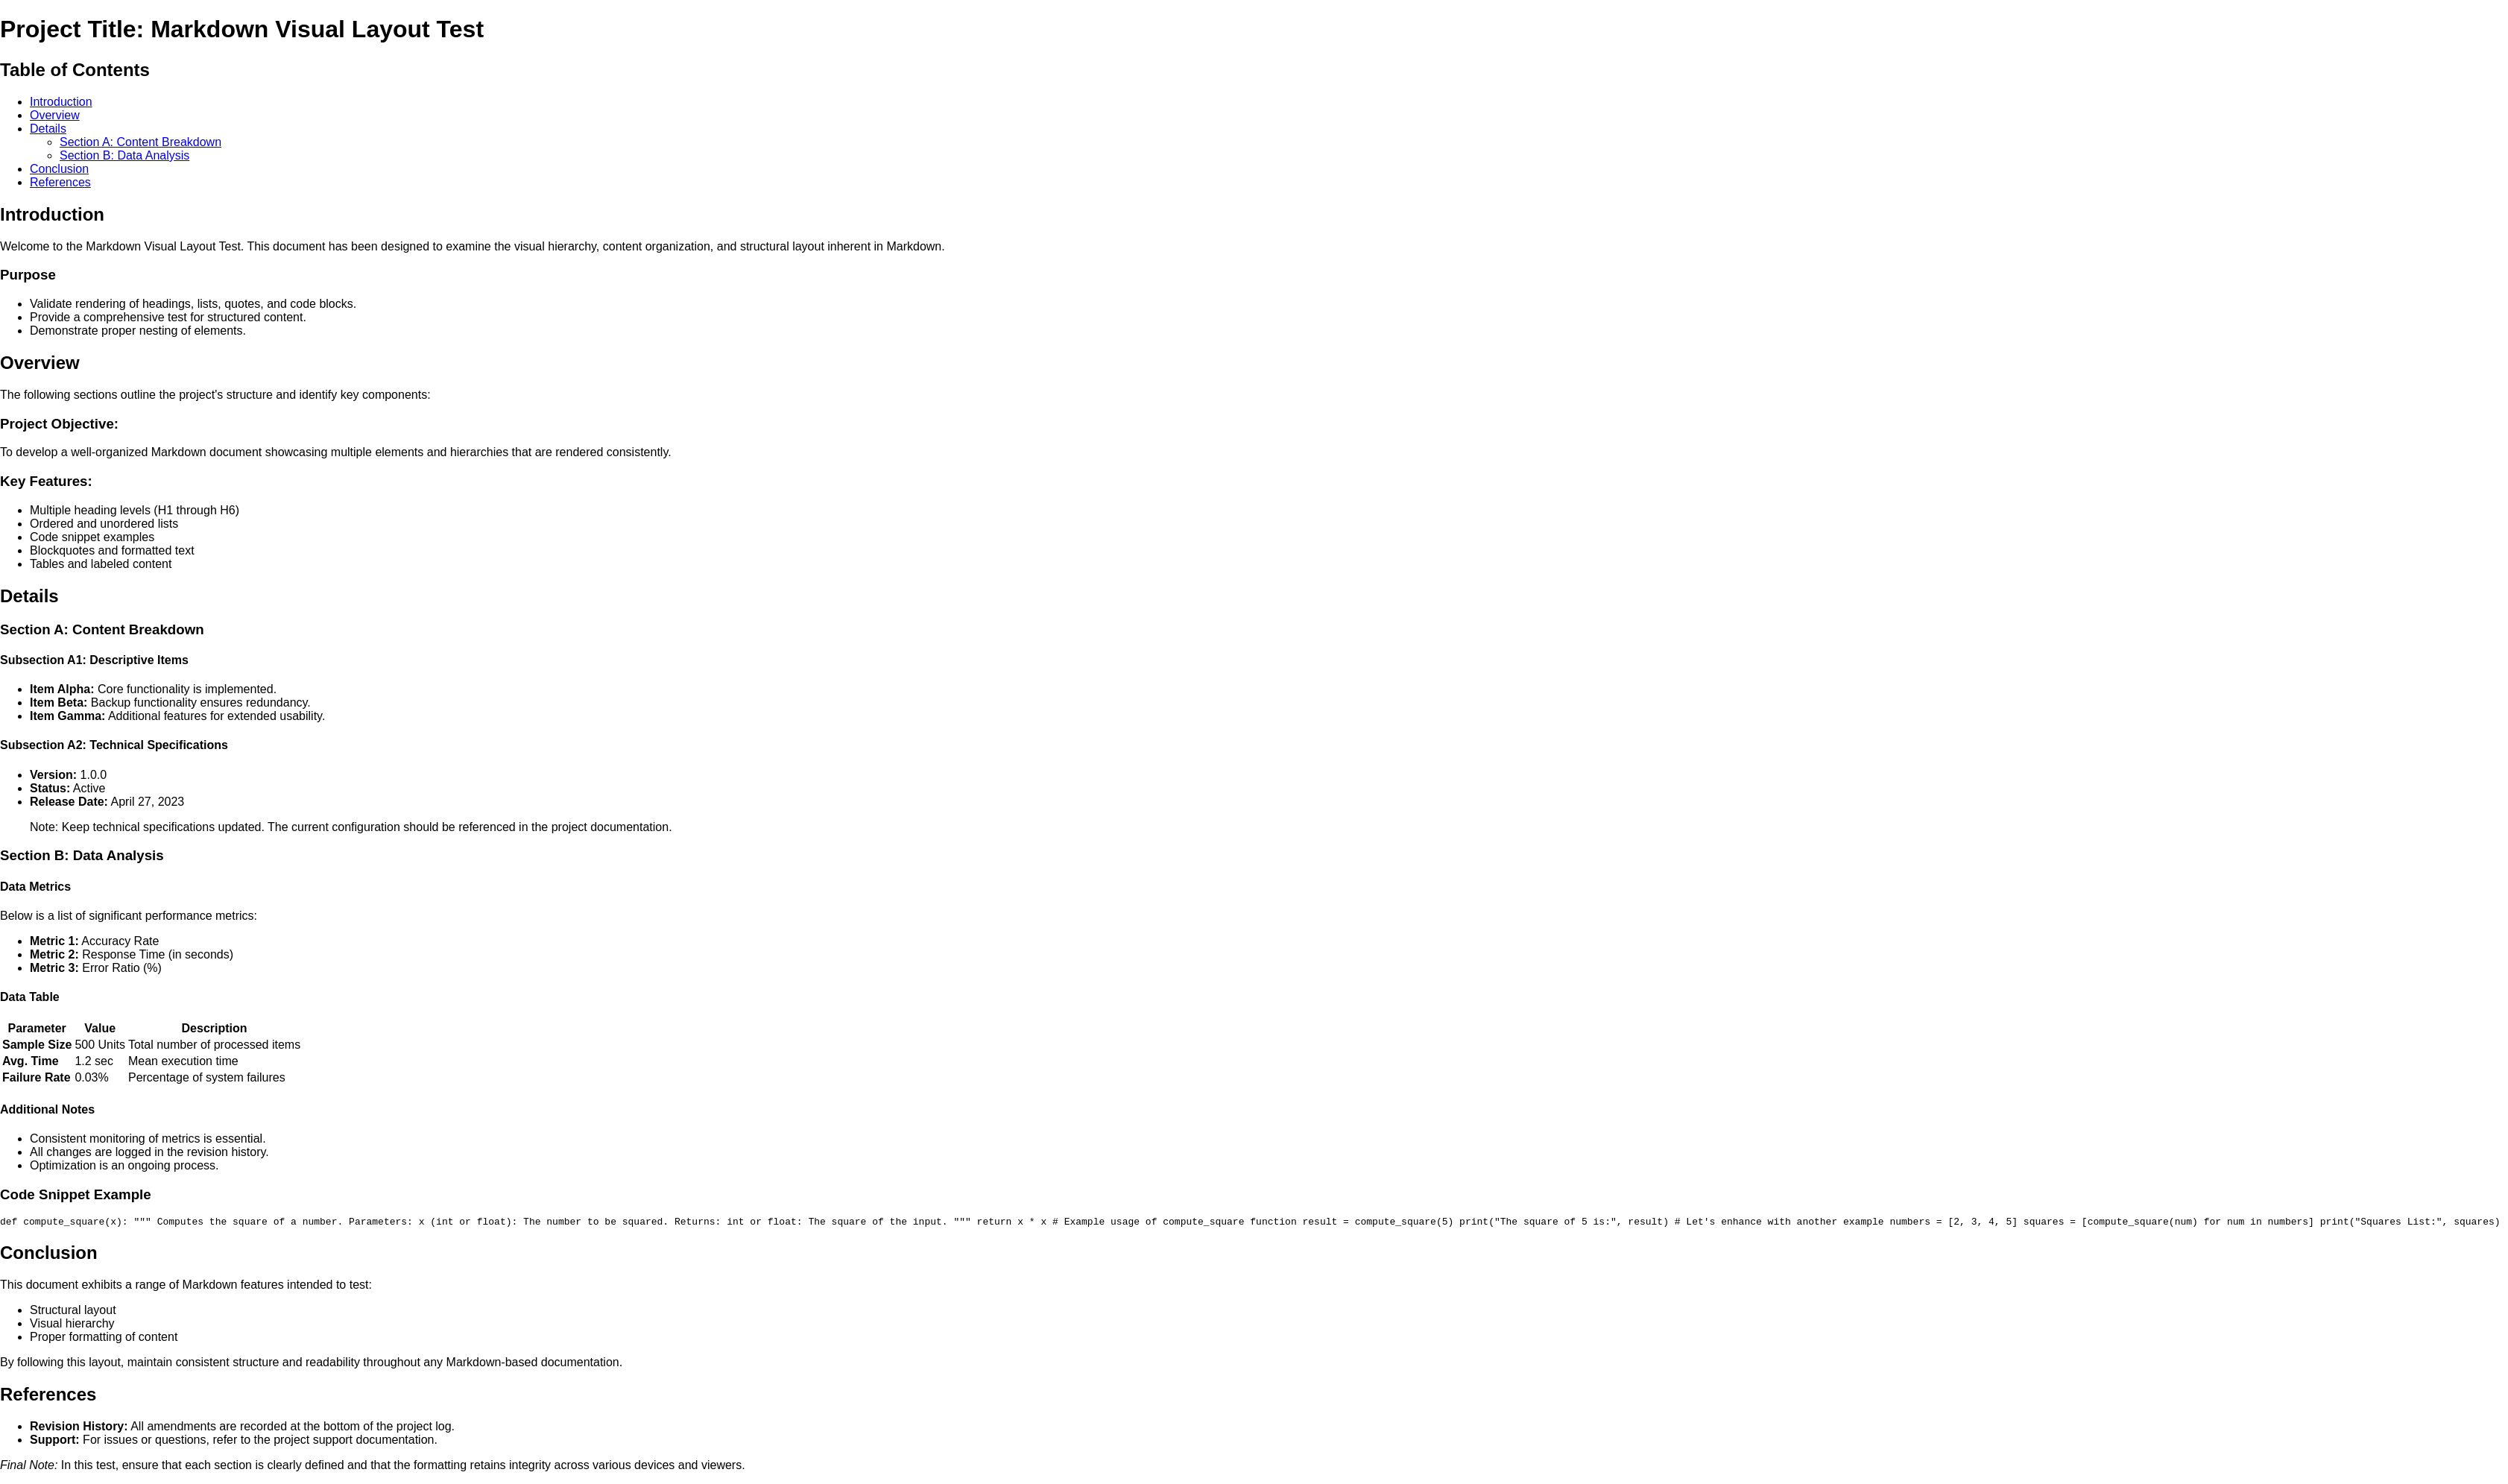 Project Title: Markdown Visual Layout Test
Table of Contents
Introduction
Overview
Details
Section A: Content Breakdown
Section B: Data Analysis
Conclusion
References
Introduction
Welcome to the Markdown Visual Layout Test. This document has been designed to examine the visual hierarchy, content organization, and structural layout inherent in Markdown.
Purpose
Validate rendering of headings, lists, quotes, and code blocks.
Provide a comprehensive test for structured content.
Demonstrate proper nesting of elements.
Overview
The following sections outline the project's structure and identify key components:
Project Objective:
To develop a well-organized Markdown document showcasing multiple elements and hierarchies that are rendered consistently.
Key Features:
Multiple heading levels (H1 through H6)
Ordered and unordered lists
Code snippet examples
Blockquotes and formatted text
Tables and labeled content
Details
Section A: Content Breakdown
Subsection A1: Descriptive Items
Item Alpha: Core functionality is implemented.
Item Beta: Backup functionality ensures redundancy.
Item Gamma: Additional features for extended usability.
Subsection A2: Technical Specifications
Version: 1.0.0
Status: Active
Release Date: April 27, 2023
Note: Keep technical specifications updated. The current configuration should be referenced in the project documentation.
Section B: Data Analysis
Data Metrics
Below is a list of significant performance metrics:
Metric 1: Accuracy Rate
Metric 2: Response Time (in seconds)
Metric 3: Error Ratio (%)
Data Table
Parameter Value Description
Sample Size 500 Units Total number of processed items
Avg. Time 1.2 sec Mean execution time
Failure Rate 0.03% Percentage of system failures
Additional Notes
Consistent monitoring of metrics is essential.
All changes are logged in the revision history.
Optimization is an ongoing process.
Code Snippet Example
def compute_square(x): """ Computes the square of a number. Parameters: x (int or float): The number to be squared. Returns: int or float: The square of the input. """ return x * x # Example usage of compute_square function result = compute_square(5) print("The square of 5 is:", result) # Let's enhance with another example numbers = [2, 3, 4, 5] squares = [compute_square(num) for num in numbers] print("Squares List:", squares)
Conclusion
This document exhibits a range of Markdown features intended to test:
Structural layout
Visual hierarchy
Proper formatting of content
By following this layout, maintain consistent structure and readability throughout any Markdown-based documentation.
References
Revision History: All amendments are recorded at the bottom of the project log.
Support: For issues or questions, refer to the project support documentation.
Final Note: In this test, ensure that each section is clearly defined and that the formatting retains integrity across various devices and viewers.